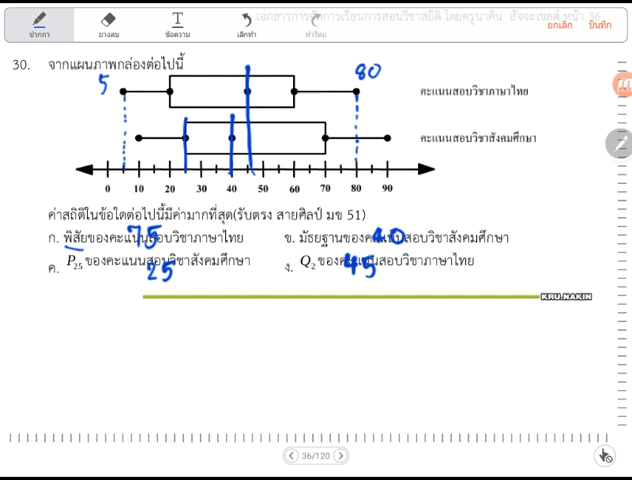 เอกสารการจัดการเรียนการสอนวิชาสถิติ โดยครูนาคิน สัจจะเขตต์ หน้า 36
ปากกา ยางลบ ข้อความ เลิกทำ ทำใหม่ ยกเลิก บันทึก
30. จากแผนภาพกล่องต่อไปนี้
5 80
คะแนนสอบวิชาภาษาไทย
คะแนนสอบวิชาสังคมศึกษา
0 10 20 30 40 50 60 70 80 90
ค่าสถิติในข้อใดต่อไปนี้มีค่ามากที่สุด(รับตรง สายศิลป์ มข 51)
ก. พิสัยของคะแนนสอบวิชาภาษาไทย 75 ข. มัธยฐานของคะแนนสอบวิชาสังคมศึกษา 40
ค. P25 ของคะแนนสอบวิชาสังคมศึกษา 25 ง. Q2 ของคะแนนสอบวิชาภาษาไทย 45
KRU.NAKIN
36/120